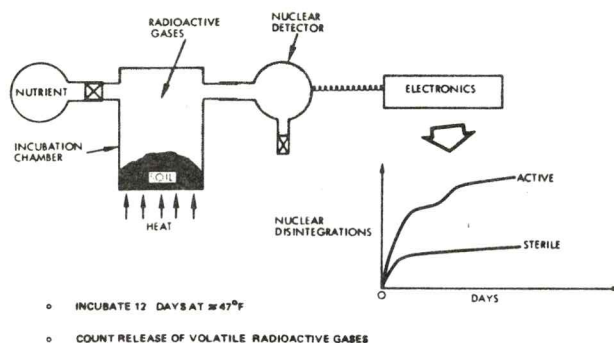 RADIOACTIVE
GASES
NUCLEAR
DETECTOR
NUTRIENT
ELECTRONICS
INCUBATION
CHAMBER
SOIL
HEAT
NUCLEAR
DISINTEGRATIONS
ACTIVE
STERILE
O
DAYS
o INCUBATE 12 DAYS AT ≈47°F
o COUNT RELEASE OF VOLATILE RADIOACTIVE GASES